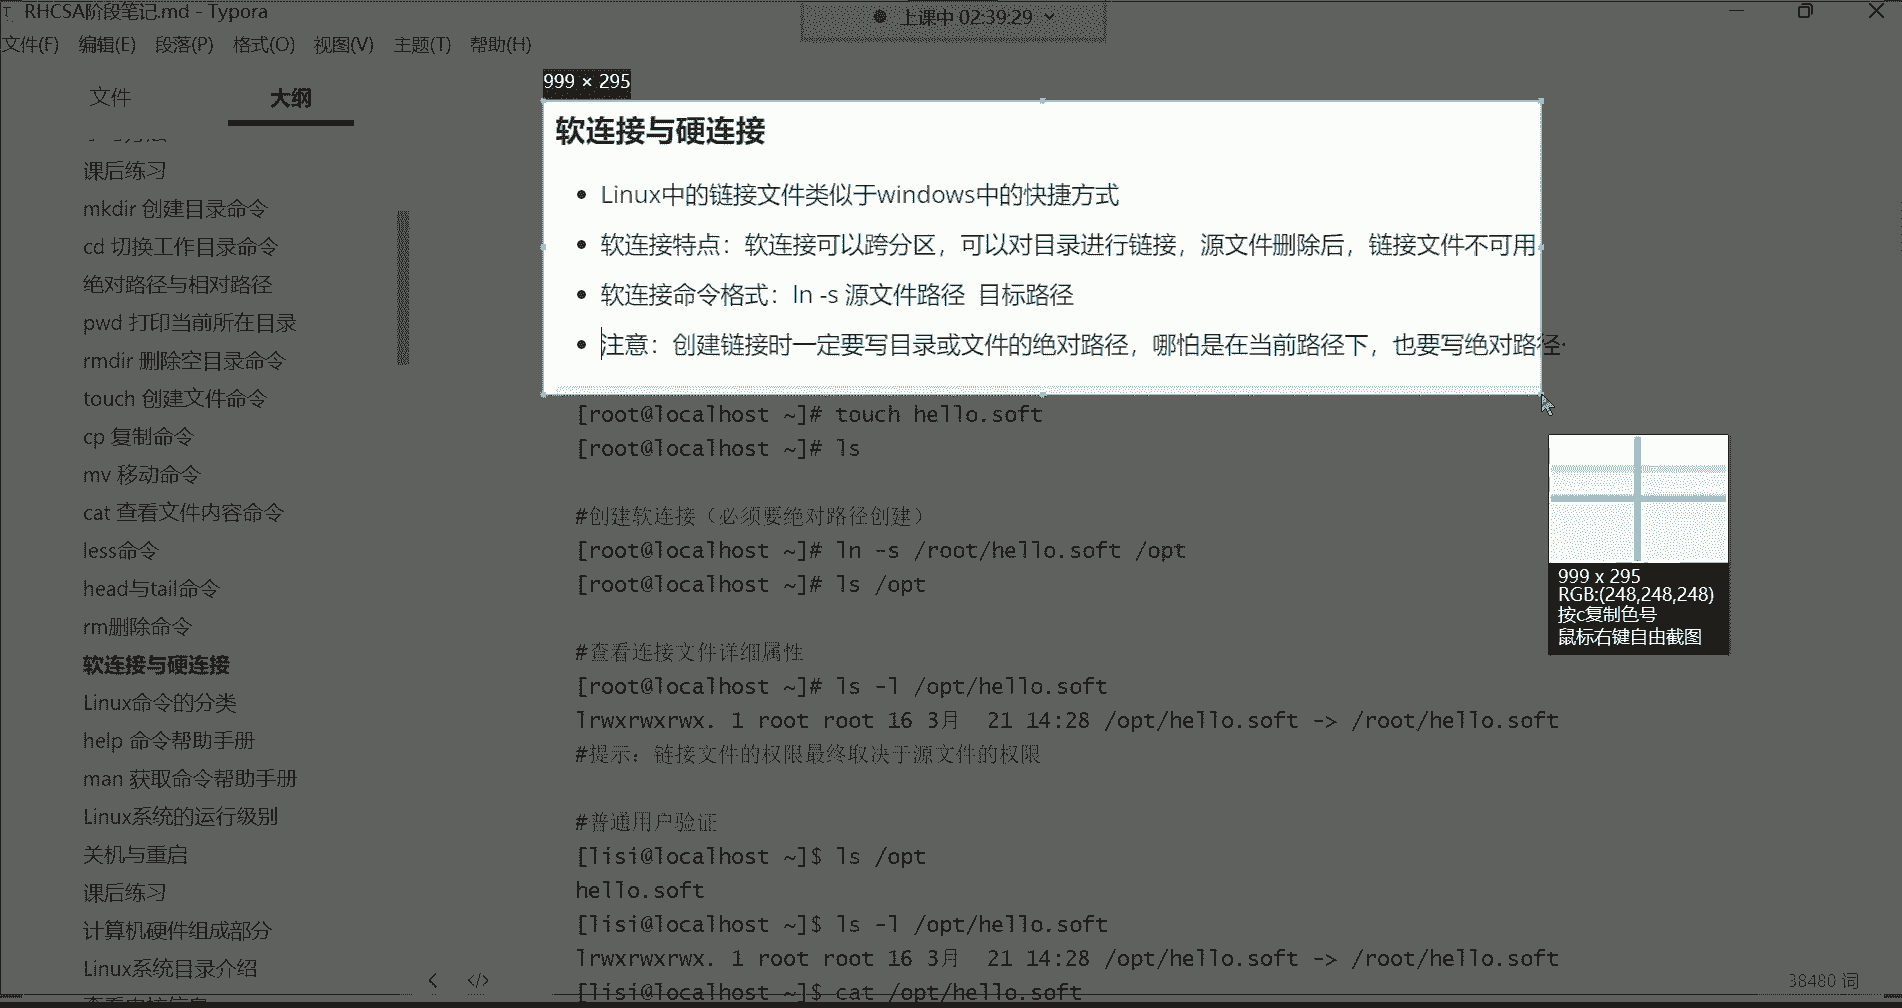 RHCSA阶段笔记.md - Typora
上课中 02:39:29
文件(F) 编辑(E) 段落(P) 格式(O) 视图(V) 主题(T) 帮助(H)
文件 大纲
课后练习
mkdir 创建目录命令
cd 切换工作目录命令
绝对路径与相对路径
pwd 打印当前所在目录
rmdir 删除空目录命令
touch 创建文件命令
cp 复制命令
mv 移动命令
cat 查看文件内容命令
less命令
head与tail命令
rm删除命令
软连接与硬连接
Linux命令的分类
help 命令帮助手册
man 获取命令帮助手册
Linux系统的运行级别
关机与重启
课后练习
计算机硬件组成部分
Linux系统目录介绍
999 × 295
软连接与硬连接
Linux中的链接文件类似于windows中的快捷方式
软连接特点：软连接可以跨分区，可以对目录进行链接，源文件删除后，链接文件不可用
软连接命令格式：ln -s 源文件路径 目标路径
注意：创建链接时一定要写目录或文件的绝对路径，哪怕是在当前路径下，也要写绝对路径
[root@localhost ~]# touch hello.soft
[root@localhost ~]# ls
#创建软连接（必须要绝对路径创建）
[root@localhost ~]# ln -s /root/hello.soft /opt
[root@localhost ~]# ls /opt
#查看连接文件详细属性
[root@localhost ~]# ls -l /opt/hello.soft
lrwxrwxrwx. 1 root root 16 3月  21 14:28 /opt/hello.soft -> /root/hello.soft
#提示：链接文件的权限最终取决于源文件的权限
#普通用户验证
[lisi@localhost ~]$ ls /opt
hello.soft
[lisi@localhost ~]$ ls -l /opt/hello.soft
lrwxrwxrwx. 1 root root 16 3月  21 14:28 /opt/hello.soft -> /root/hello.soft
[lisi@localhost ~]$ cat /opt/hello.soft
999 x 295
RGB:(248,248,248)
按c复制色号
鼠标右键自由截图
38480 词